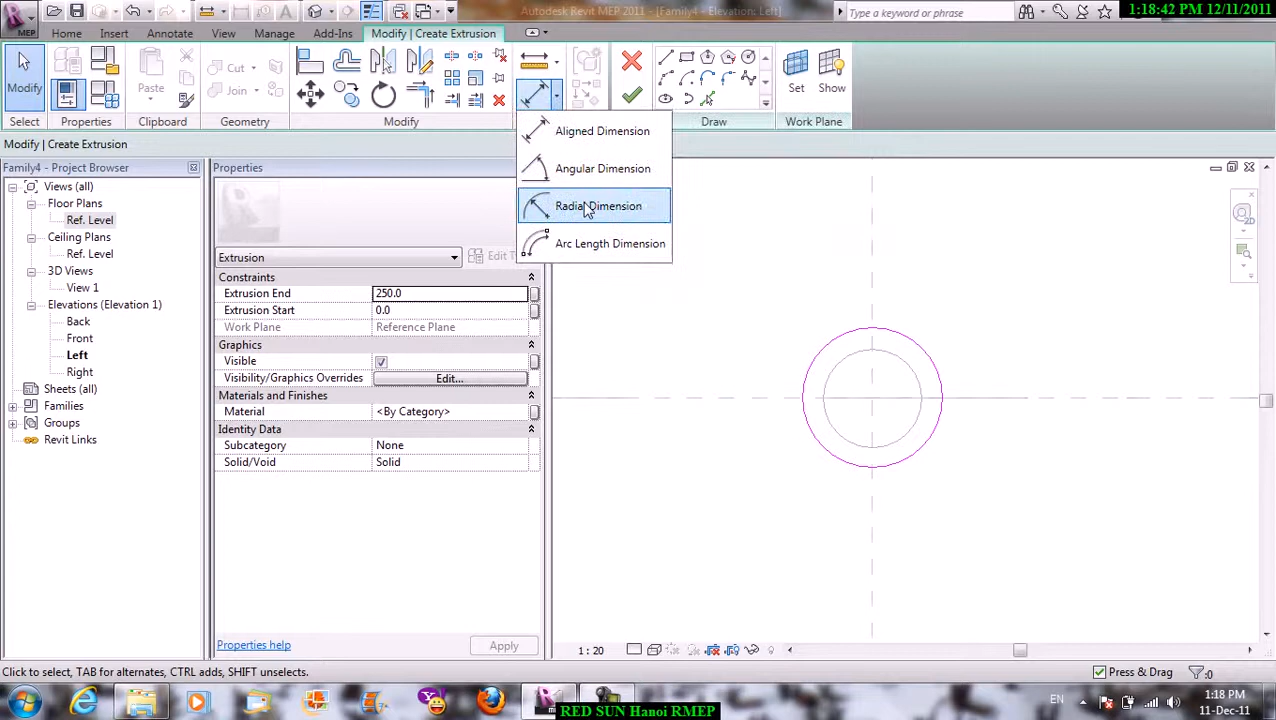 Autodesk Revit MEP 2011 - [Family4 - Elevation: Left]
Type a keyword or phrase
1:18:42 PM 12/11/2011
MEP
Home
Insert
Annotate
View
Manage
Add-Ins
Modify | Create Extrusion
Modify
Paste
Cut
Join
Set
Show
Select
Properties
Clipboard
Geometry
Modify
Draw
Work Plane
Modify | Create Extrusion
Aligned Dimension
Angular Dimension
Radial Dimension
Arc Length Dimension
Family4 - Project Browser
Views (all)
Floor Plans
Ref. Level
Ceiling Plans
Ref. Level
3D Views
View 1
Elevations (Elevation 1)
Back
Front
Left
Right
Sheets (all)
Families
Groups
Revit Links
Properties
Extrusion
Edit
Constraints
Extrusion End 250.0
Extrusion Start 0.0
Work Plane Reference Plane
Graphics
Visible
Visibility/Graphics Overrides Edit...
Materials and Finishes
Material <By Category>
Identity Data
Subcategory None
Solid/Void Solid
Properties help
Apply
1 : 20
Click to select, TAB for alternates, CTRL adds, SHIFT unselects.
Press & Drag
:0
EN
1:18 PM
11-Dec-11
RED SUN Hanoi RMEP